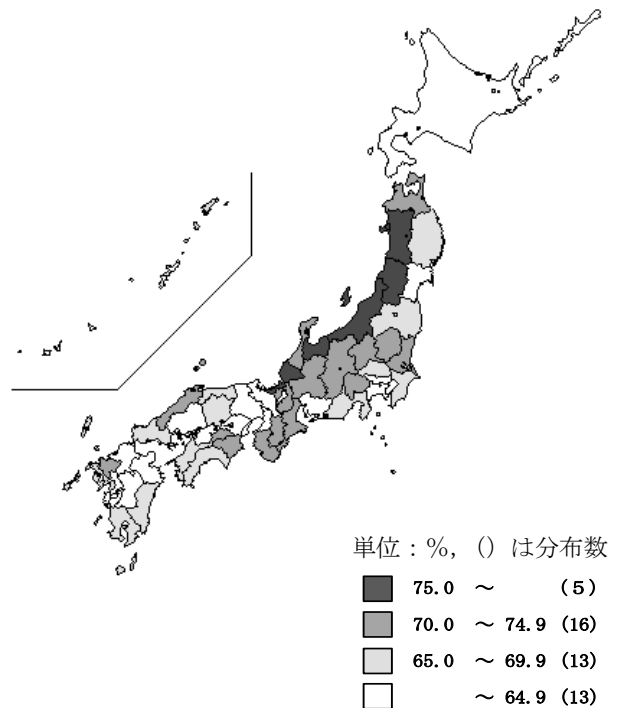 単位：％，（）は分布数
75.0 ～ (５)
70.0 ～ 74.9 (16)
65.0 ～ 69.9 (13)
～ 64.9 (13)